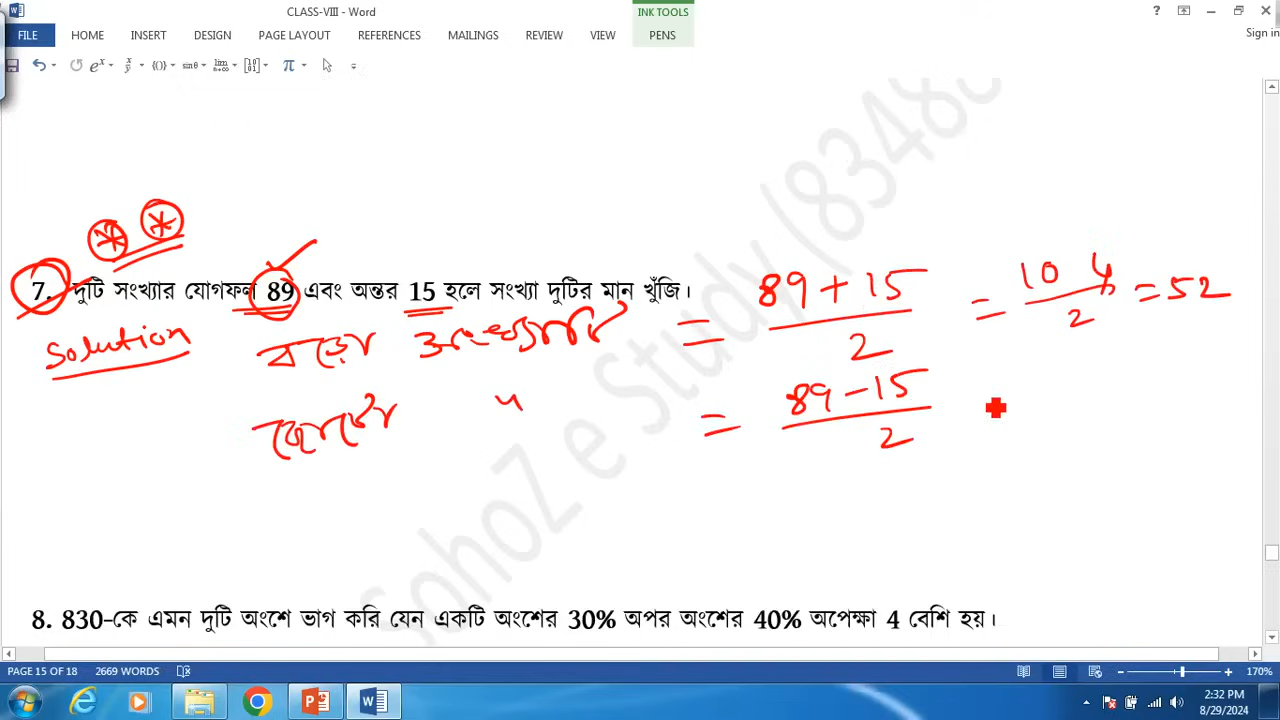 CLASS-VIII - Word
INK TOOLS
?
Sign in
FILE HOME INSERT DESIGN PAGE LAYOUT REFERENCES MAILINGS REVIEW VIEW PENS
SohoZ e Study (83480
7. দুটি সংখ্যার যোগফল 89 এবং অন্তর 15 হলে সংখ্যা দুটির মান খুঁজি।
Solution
বড়ো সংখ্যাটি = 89 + 15 / 2 = 104 / 2 = 52
ছোটো " = 89 - 15 / 2
8. 830-কে এমন দুটি অংশে ভাগ করি যেন একটি অংশের 30% অপর অংশের 40% অপেক্ষা 4 বেশি হয়।
PAGE 15 OF 18 2669 WORDS 170%
2:32 PM
8/29/2024